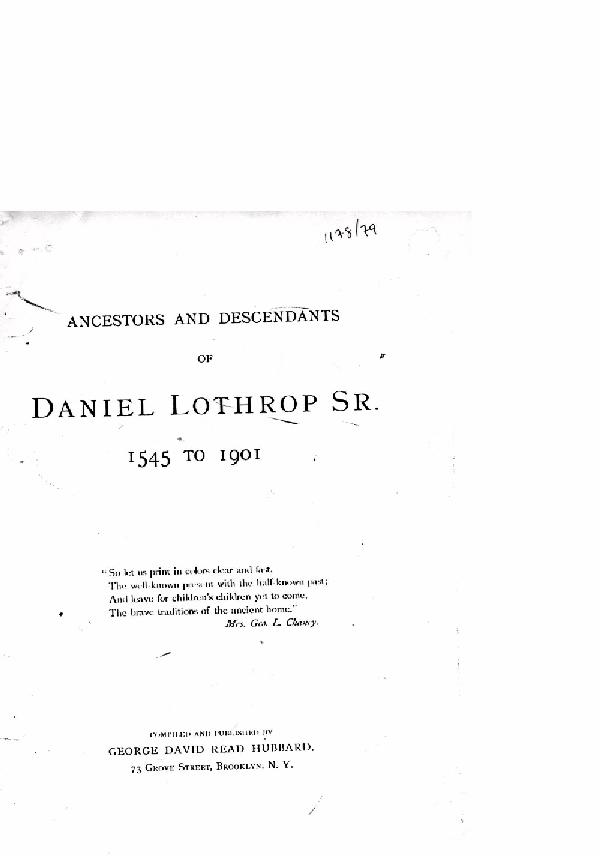 1178/79
ANCESTORS AND DESCENDANTS
OF
DANIEL LOTHROP SR.
1545 TO 1901
"So let us print in colors clear and fast,
The well-known present with the half-known past;
And leave for children's children yet to come,
The brave traditions of the ancient home."
Mrs. Geo. L.
COMPILED AND PUBLISHED BY
GEORGE DAVID READ HUBBARD,
73 GROVE STREET, BROOKLYN, N. Y.